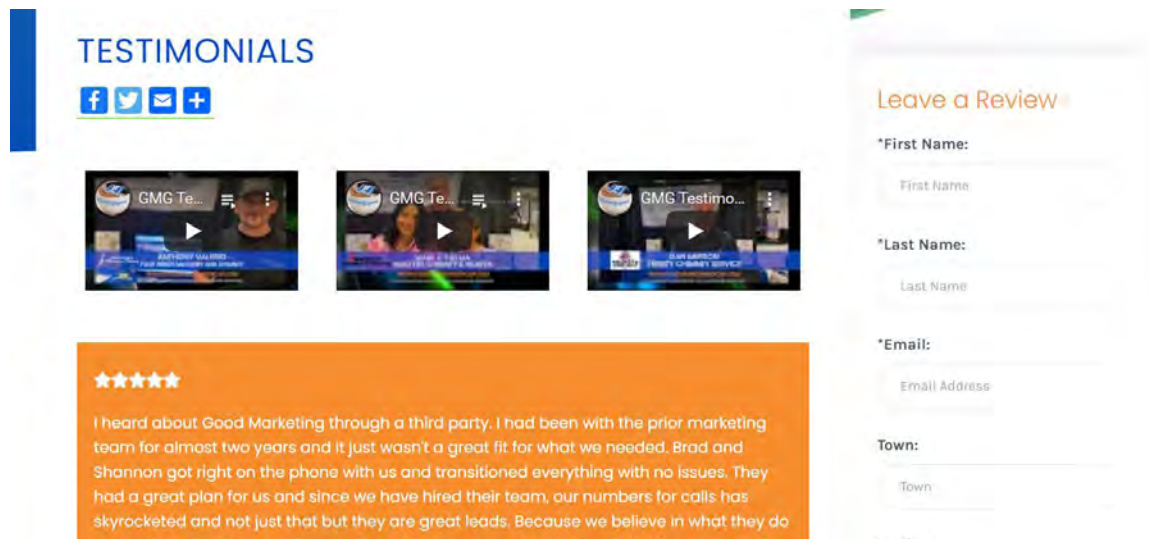 TESTIMONIALS
GMG Te...
GMG Te...
GMG Testimo...
I heard about Good Marketing through a third party. I had been with the prior marketing
team for almost two years and it just wasn't a great fit for what we needed. Brad and
Shannon got right on the phone with us and transitioned everything with no issues. They
had a great plan for us and since we have hired their team, our numbers for calls has
skyrocketed and not just that but they are great leads. Because we believe in what they do
Leave a Review
*First Name:
First Name
*Last Name:
Last Name
*Email:
Email Address
Town:
Town